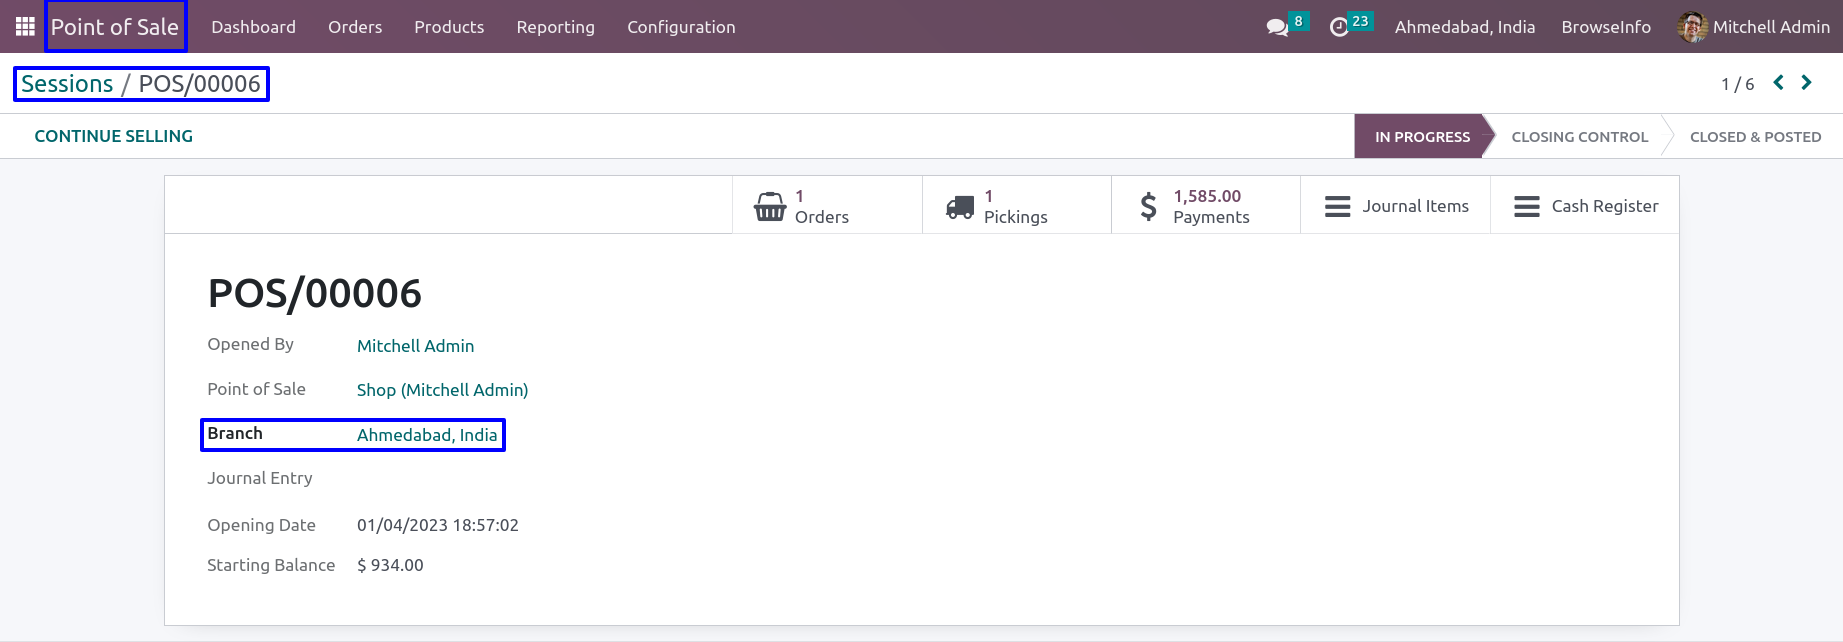 Point of Sale Dashboard Orders Products Reporting Configuration 8 23 Ahmedabad, India BrowseInfo Mitchell Admin
Sessions / POS/00006 1 / 6
CONTINUE SELLING IN PROGRESS CLOSING CONTROL CLOSED & POSTED
1 Orders 1 Pickings 1,585.00 Payments Journal Items Cash Register
POS/00006
Opened By Mitchell Admin
Point of Sale Shop (Mitchell Admin)
Branch Ahmedabad, India
Journal Entry
Opening Date 01/04/2023 18:57:02
Starting Balance $ 934.00